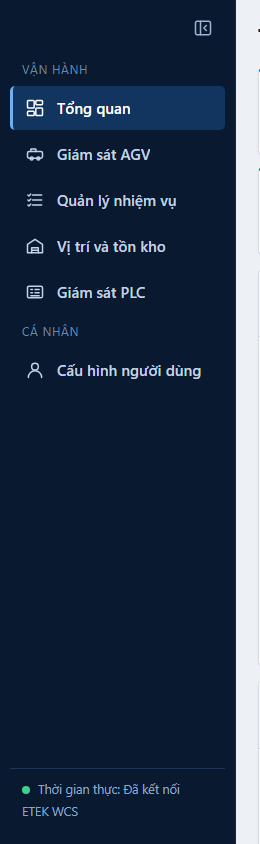 VẬN HÀNH
Tổng quan
Giám sát AGV
Quản lý nhiệm vụ
Vị trí và tồn kho
Giám sát PLC
CÁ NHÂN
Cấu hình người dùng
Thời gian thực: Đã kết nối
ETEK WCS